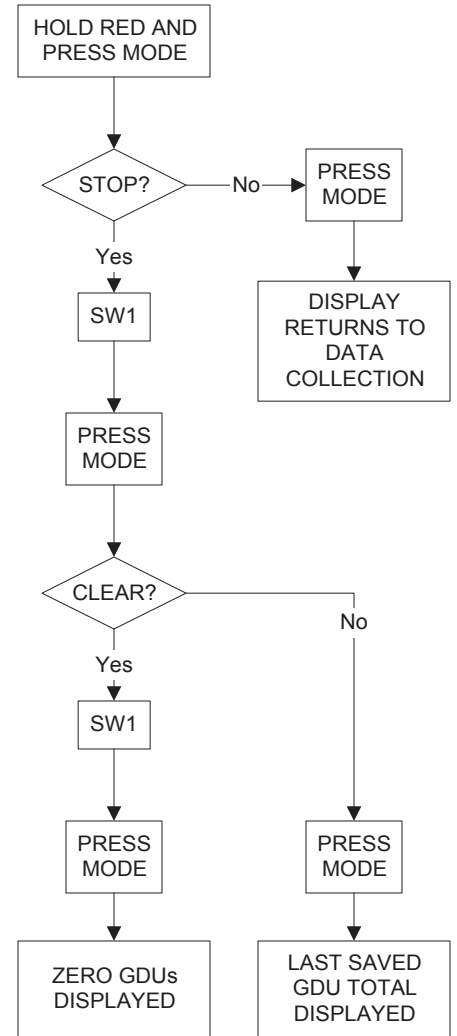 HOLD RED AND
PRESS MODE
STOP?
No
PRESS
MODE
DISPLAY
RETURNS TO
DATA
COLLECTION
Yes
SW1
PRESS
MODE
CLEAR?
No
Yes
SW1
PRESS
MODE
PRESS
MODE
ZERO GDUs
DISPLAYED
LAST SAVED
GDU TOTAL
DISPLAYED